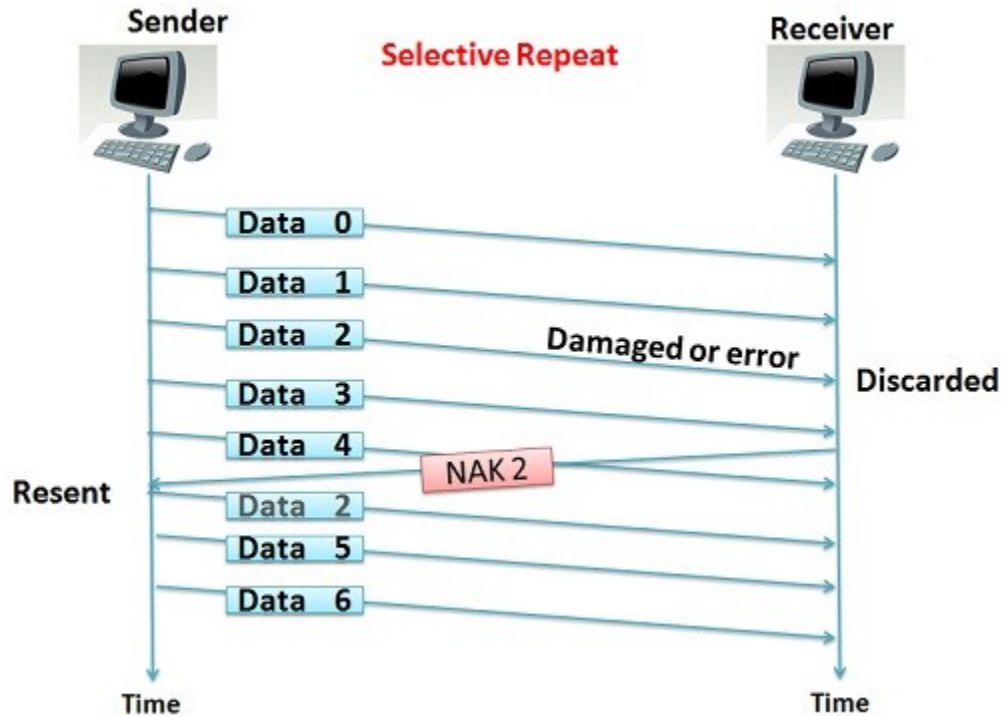 Sender
Receiver
Selective Repeat
Data 0
Data 1
Data 2
Damaged or error
Discarded
Data 3
Data 4
NAK 2
Resent
Data 2
Data 5
Data 6
Time
Time